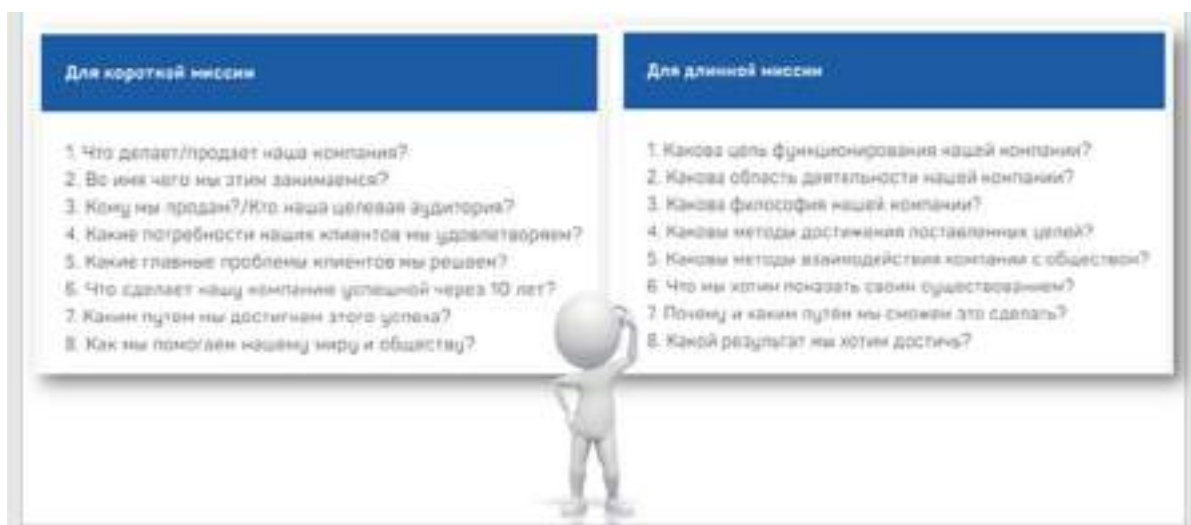 Для короткой миссии
1. Что делает/продает наша компания?
2. Во имя чего мы этим занимаемся?
3. Кому мы продам?/Кто наша целевая аудитория?
4. Какие потребности наших клиентов мы удовлетворяем?
5. Какие главные проблемы клиентов мы решаем?
6. Что сделает нашу компанию успешной через 10 лет?
7. Каким путем мы достигнем этого успеха?
8. Как мы помогаем нашему миру и обществу?
Для длинной миссии
1. Какова цель функционирования нашей компании?
2. Какова область деятельности нашей компании?
3. Какова философия нашей компании?
4. Каковы методы достижения поставленных целей?
5. Каковы методы взаимодействия компании с обществом?
6. Что мы хотим показать своим существованием?
7. Почему и каким путём мы сможем это сделать?
8. Какой результат мы хотим достичь?